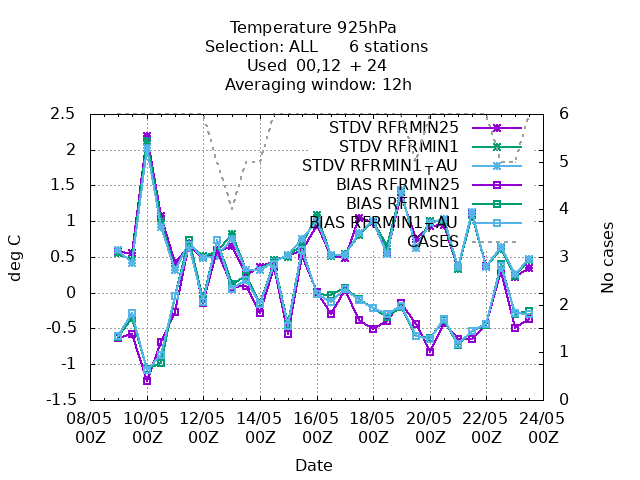 Temperature 925hPa
Selection: ALL 6 stations
Used 00,12 + 24
Averaging window: 12h
2.5
2
1.5
1
0.5
0
-0.5
-1
-1.5
deg C
6
5
4
3
2
1
0
No cases
STDV RFRMIN25
STDV RFRMIN1
STDV RFRMIN1_T AU
BIAS RFRMIN25
BIAS RFRMIN1
BIAS RFRMIN1_T AU
CASES
08/05 10/05 12/05 14/05 16/05 18/05 20/05 22/05 24/05
00Z 00Z 00Z 00Z 00Z 00Z 00Z 00Z 00Z
Date